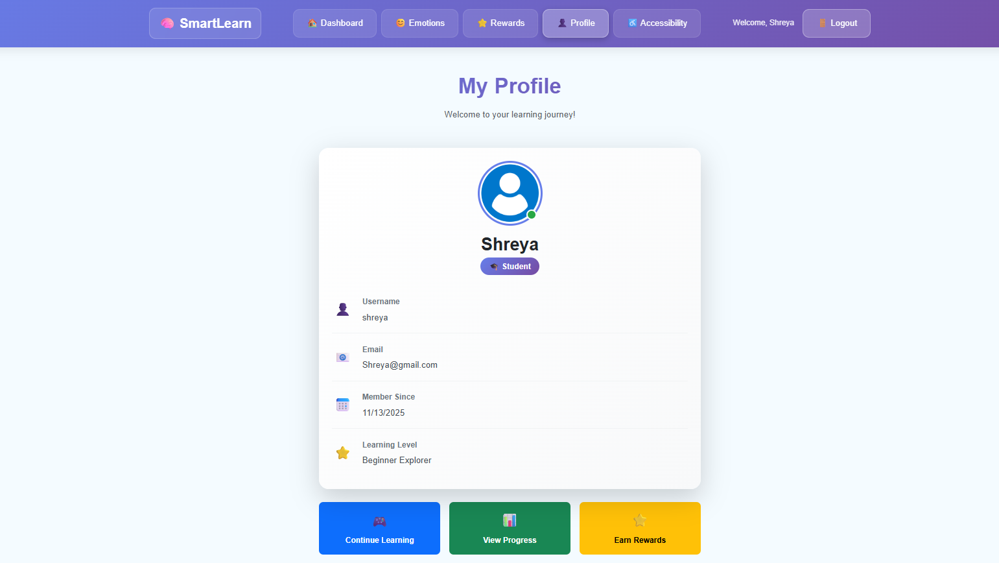 SmartLearn
Dashboard
Emotions
Rewards
Profile
Accessibility
Welcome, Shreya
Logout
My Profile
Welcome to your learning journey!
Shreya
Student
Username
shreya
Email
Shreya@gmail.com
Member Since
11/13/2025
Learning Level
Beginner Explorer
Continue Learning
View Progress
Earn Rewards